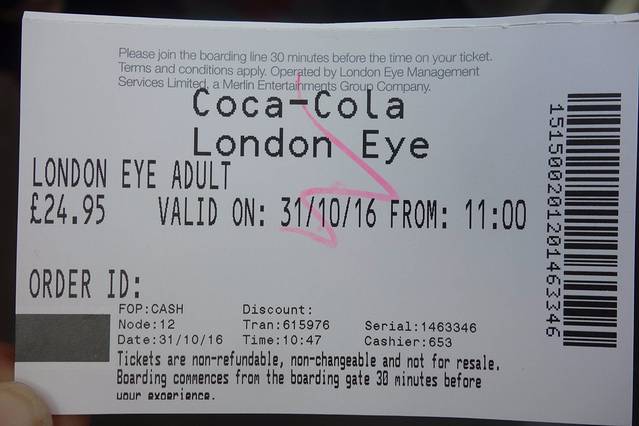 Please join the boarding line 30 minutes before the time on your ticket.
Terms and conditions apply. Operated by London Eye Management
Services Limited, a Merlin Entertainments Group Company.
Coca-Cola
London Eye
LONDON EYE ADULT
£24.95 VALID ON: 31/10/16 FROM: 11:00
ORDER ID:
FOP:CASH Discount:
Node:12 Tran:615976 Serial:1463346
Date:31/10/16 Time:10:47 Cashier:653
Tickets are non-refundable, non-changeable and not for resale.
Boarding commences from the boarding gate 30 minutes before
your experience.
15150020120146​3346